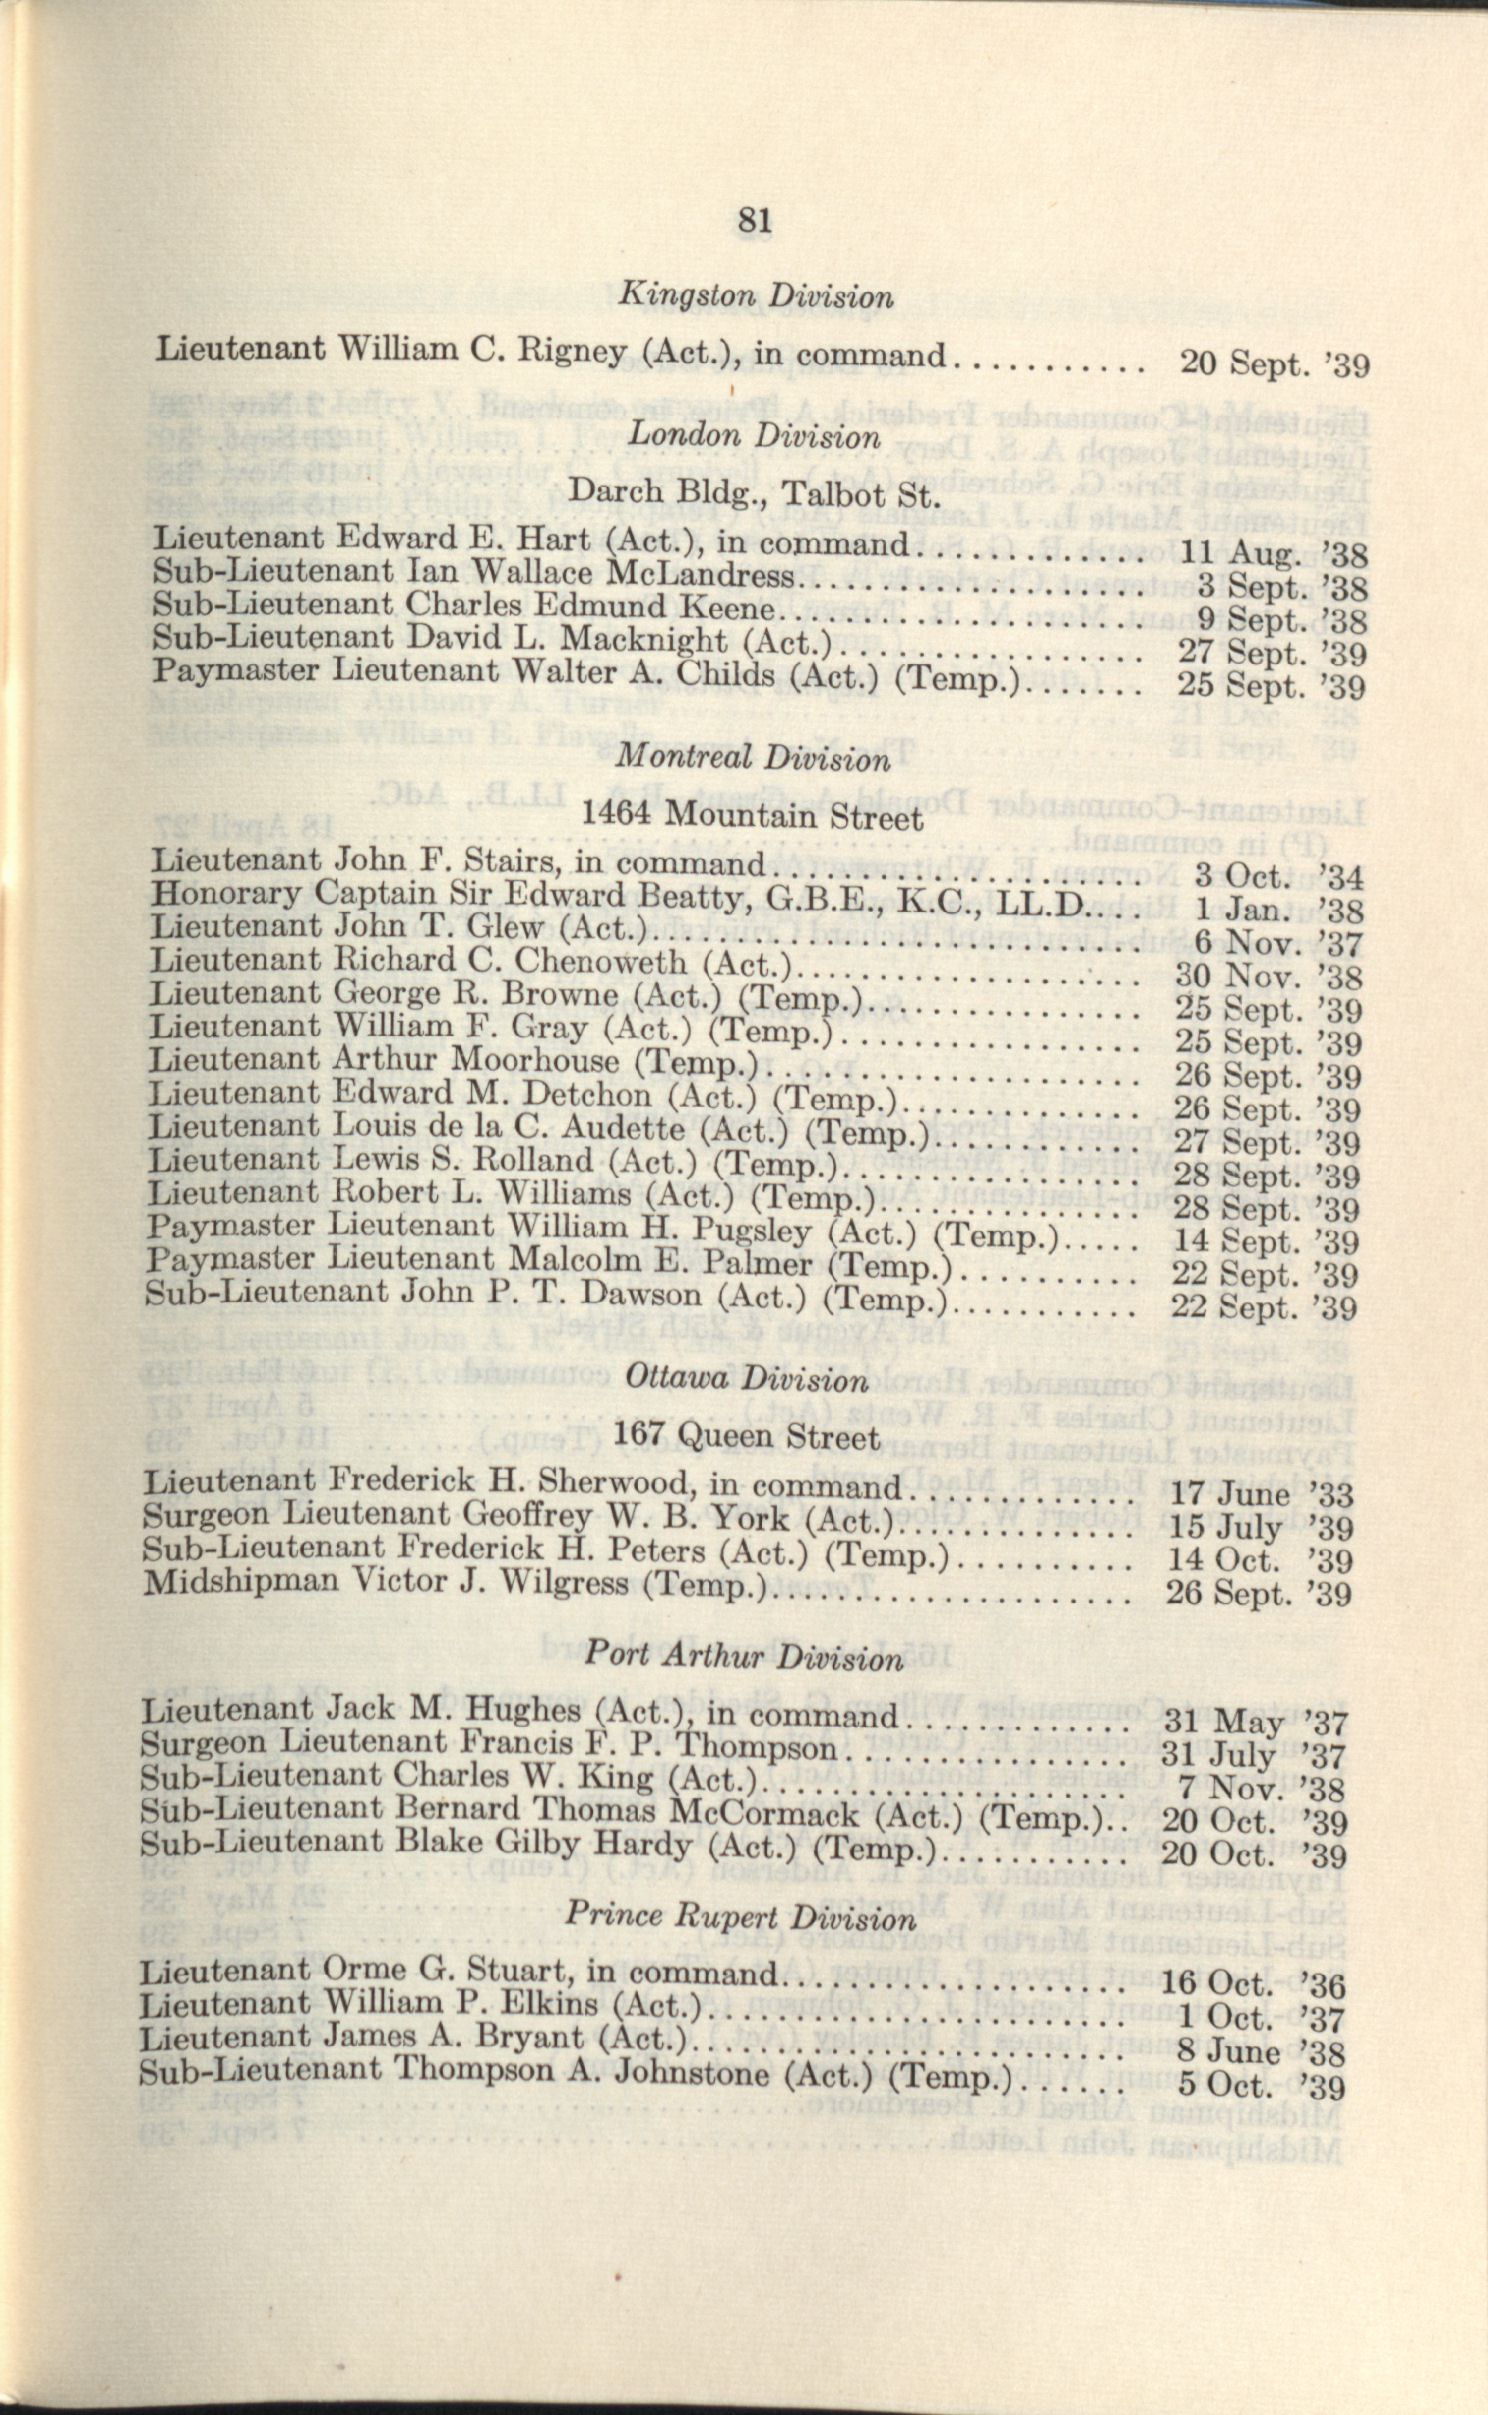 81
Kingston Division
Lieutenant William C. Rigney (Act.), in command........... 20 Sept. ’39
London Division
Darch Bldg., Talbot St.
Lieutenant Edward E. Hart (Act.), in command............. 11 Aug. ’38
Sub-Lieutenant Ian Wallace McLandress................... 3 Sept. ’38
Sub-Lieutenant Charles Edmund Keene.................... 9 Sept. ’38
Sub-Lieutenant David L. Macknight (Act.)................. 27 Sept. ’39
Paymaster Lieutenant Walter A. Childs (Act.) (Temp.)....... 25 Sept. ’39
Montreal Division
1464 Mountain Street
Lieutenant John F. Stairs, in command..................... 3 Oct. ’34
Honorary Captain Sir Edward Beatty, G.B.E., K.C., LL.D.... 1 Jan. ’38
Lieutenant John T. Glew (Act.)............................ 6 Nov. ’37
Lieutenant Richard C. Chenoweth (Act.).................... 30 Nov. ’38
Lieutenant George R. Browne (Act.) (Temp.)................ 25 Sept. ’39
Lieutenant William F. Gray (Act.) (Temp.)................. 25 Sept. ’39
Lieutenant Arthur Moorhouse (Temp.)..................... 26 Sept. ’39
Lieutenant Edward M. Detchon (Act.) (Temp.).............. 26 Sept. ’39
Lieutenant Louis de la C. Audette (Act.) (Temp.)............ 27 Sept. ’39
Lieutenant Lewis S. Rolland (Act.) (Temp.)................. 28 Sept. ’39
Lieutenant Robert L. Williams (Act.) (Temp.)............... 28 Sept. ’39
Paymaster Lieutenant William H. Pugsley (Act.) (Temp.)..... 14 Sept. ’39
Paymaster Lieutenant Malcolm E. Palmer (Temp.).......... 22 Sept. ’39
Sub-Lieutenant John P. T. Dawson (Act.) (Temp.)........... 22 Sept. ’39
Ottawa Division
167 Queen Street
Lieutenant Frederick H. Sherwood, in command............. 17 June ’33
Surgeon Lieutenant Geoffrey W. B. York (Act.).............. 15 July ’39
Sub-Lieutenant Frederick H. Peters (Act.) (Temp.).......... 14 Oct. ’39
Midshipman Victor J. Wilgress (Temp.)...................... 26 Sept. ’39
Port Arthur Division
Lieutenant Jack M. Hughes (Act.), in command............. 31 May ’37
Surgeon Lieutenant Francis F. P. Thompson................ 31 July ’37
Sub-Lieutenant Charles W. King (Act.)..................... 7 Nov. ’38
Sub-Lieutenant Bernard Thomas McCormack (Act.) (Temp.).. 20 Oct. ’39
Sub-Lieutenant Blake Gilby Hardy (Act.) (Temp.)........... 20 Oct. ’39
Prince Rupert Division
Lieutenant Orme G. Stuart, in command.................... 16 Oct. ’36
Lieutenant William P. Elkins (Act.)........................ 1 Oct. ’37
Lieutenant James A. Bryant (Act.)......................... 8 June ’38
Sub-Lieutenant Thompson A. Johnstone (Act.) (Temp.)...... 5 Oct. ’39